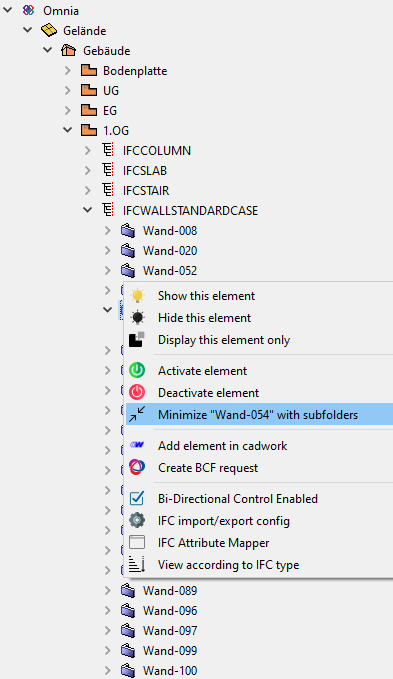 Omnia
Gelände
Gebäude
Bodenplatte
UG
EG
1.OG
IFCCOLUMN
IFCSLAB
IFCSTAIR
IFCWALLSTANDARDCASE
Wand-008
Wand-020
Wand-052
Show this element
Hide this element
Display this element only
Activate element
Deactivate element
Minimize "Wand-054" with subfolders
Add element in cadwork
Create BCF request
Bi-Directional Control Enabled
IFC import/export config
IFC Attribute Mapper
View according to IFC type
Wand-089
Wand-096
Wand-097
Wand-099
Wand-100